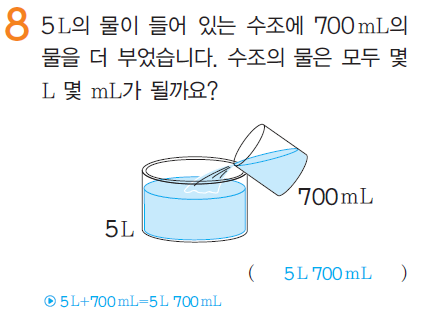 8 5L의 물이 들어 있는 수조에 700mL의
물을 더 부었습니다. 수조의 물은 모두 몇
L 몇 mL가 될까요?
700mL
5L
( 5L 700mL )
▶ 5L+700mL=5L 700mL